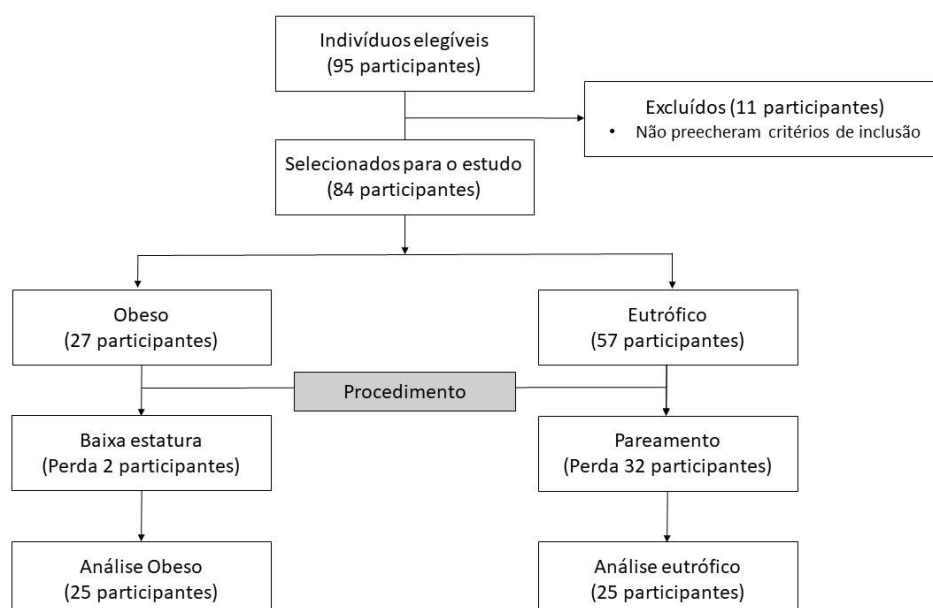 Indivíduos elegíveis
(95 participantes)
Excluídos (11 participantes)
• Não preecheram critérios de inclusão
Selecionados para o estudo
(84 participantes)
Obeso
(27 participantes)
Eutrófico
(57 participantes)
Procedimento
Baixa estatura
(Perda 2 participantes)
Pareamento
(Perda 32 participantes)
Análise Obeso
(25 participantes)
Análise eutrófico
(25 participantes)